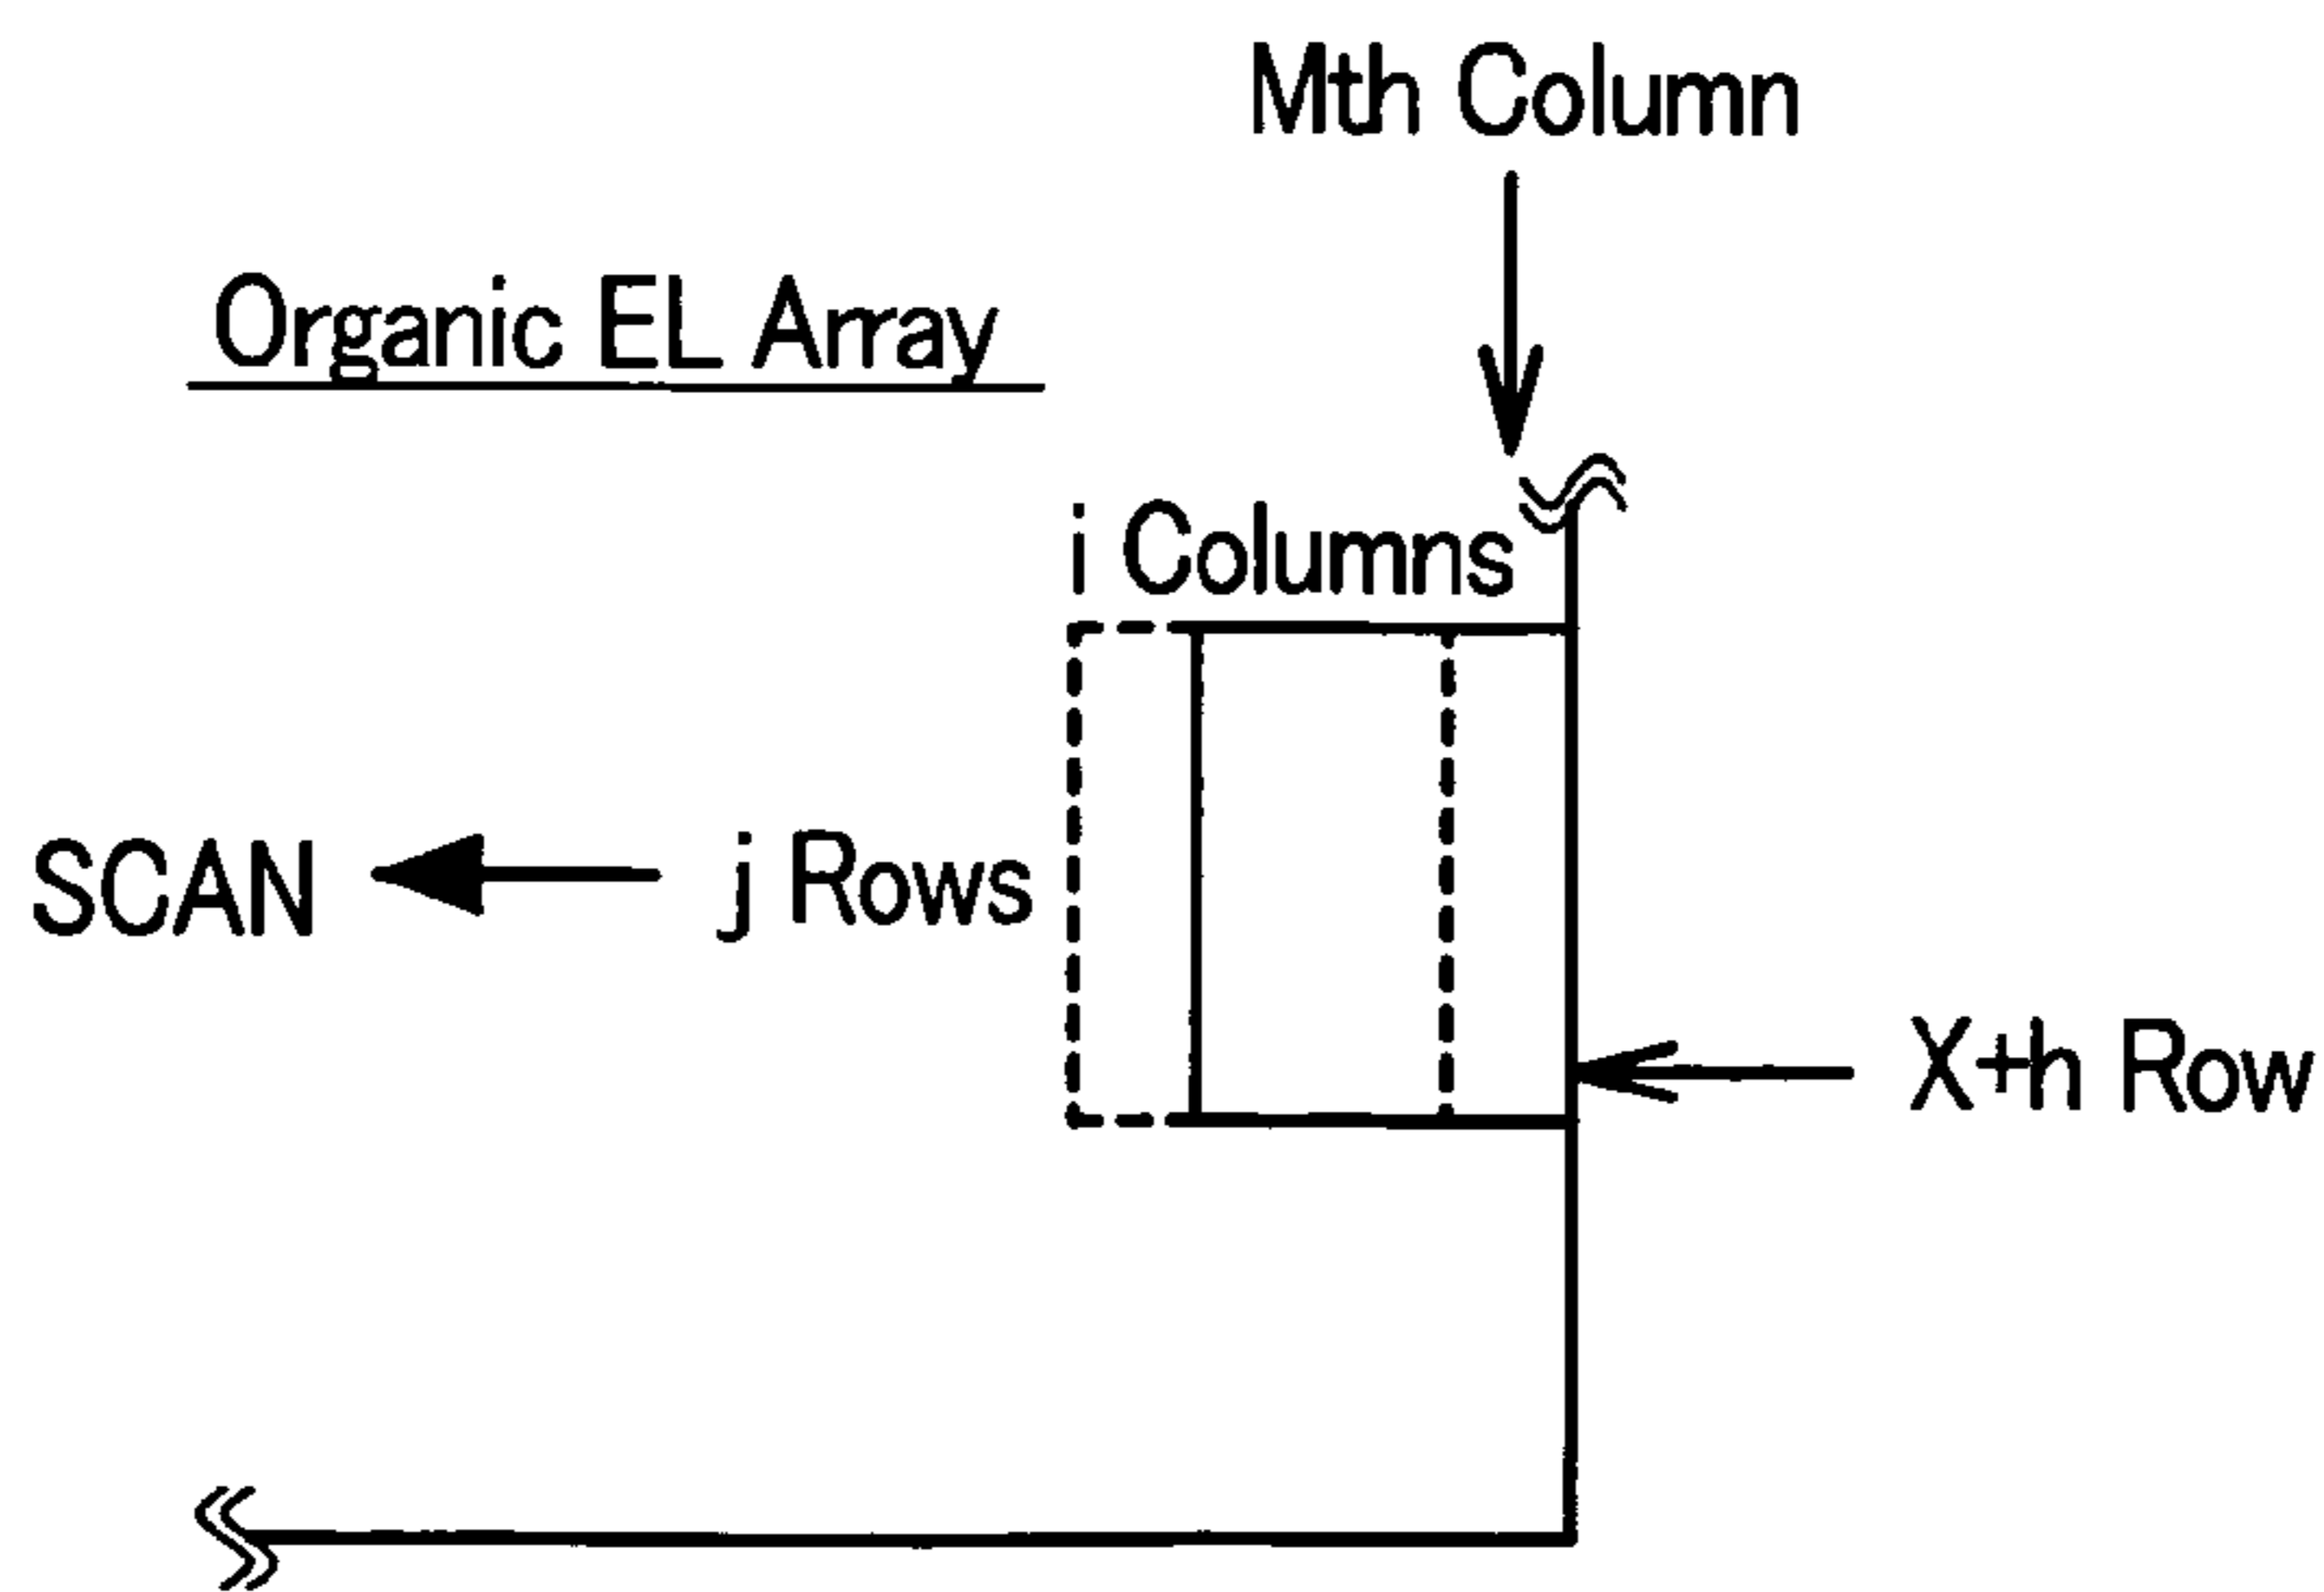 Mth Column
Organic EL Array
i Columns
SCAN
j Rows
X+h Row